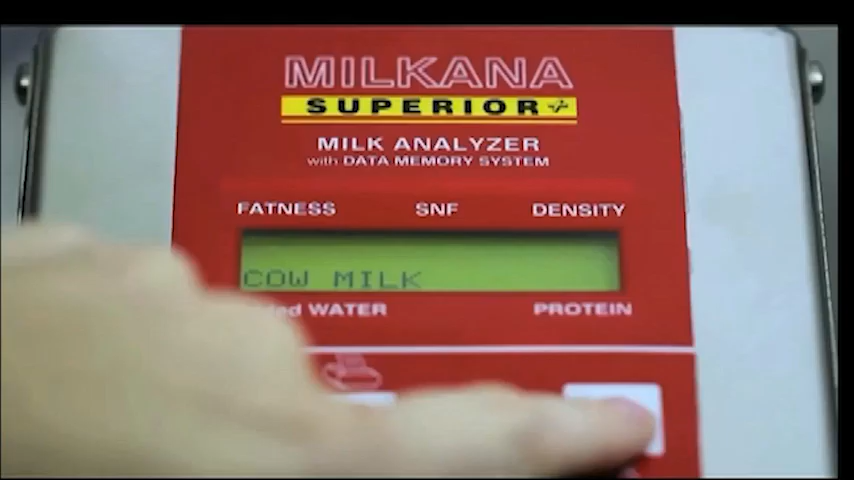 MILKANA
SUPERIOR+
MILK ANALYZER
with DATA MEMORY SYSTEM
FATNESS SNF DENSITY
COW MILK
WATER PROTEIN